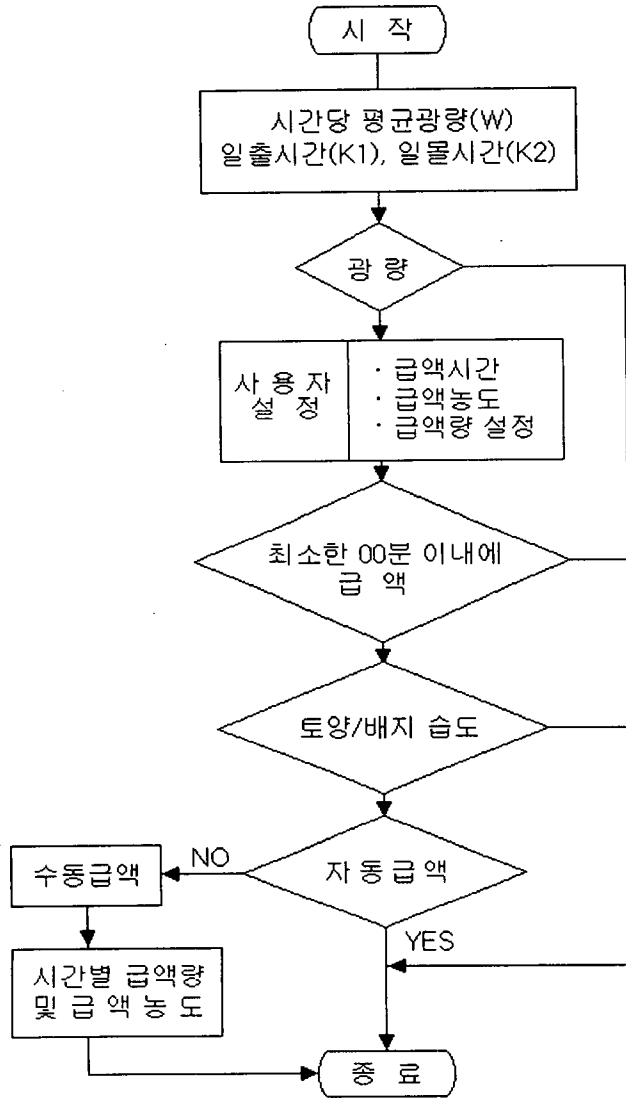 시 작
시간당 평균광량(W)
일출시간(K1), 일몰시간(K2)
광 량
사 용 자
설 정
· 급액시간
· 급액농도
· 급액량 설정
최소한 00분 이내에
급 액
토양/배지 습도
자 동 급 액
NO
수동급액
YES
시간별 급액량
및 급 액 농 도
종 료